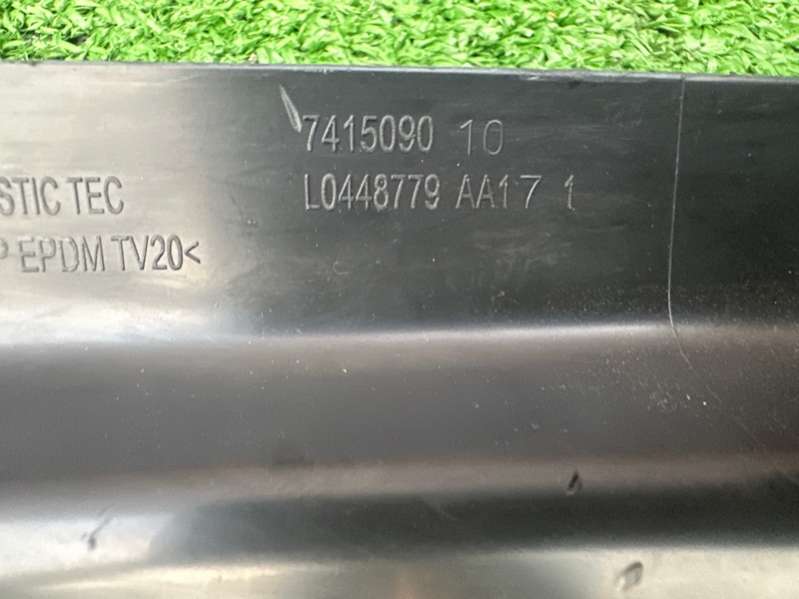 7415090 10
L0448779 AA17 1
STIC TEC
P EPDM TV20<